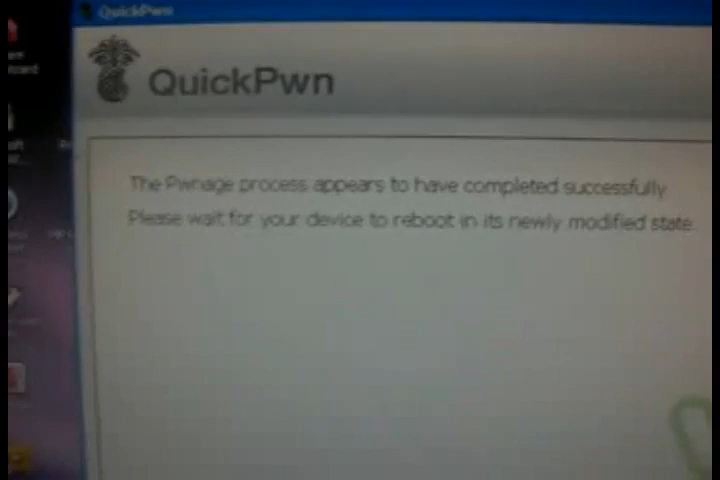 QuickPwn
QuickPwn
The Pwnage process appears to have completed successfully
Please wait for your device to reboot in its newly modified state.